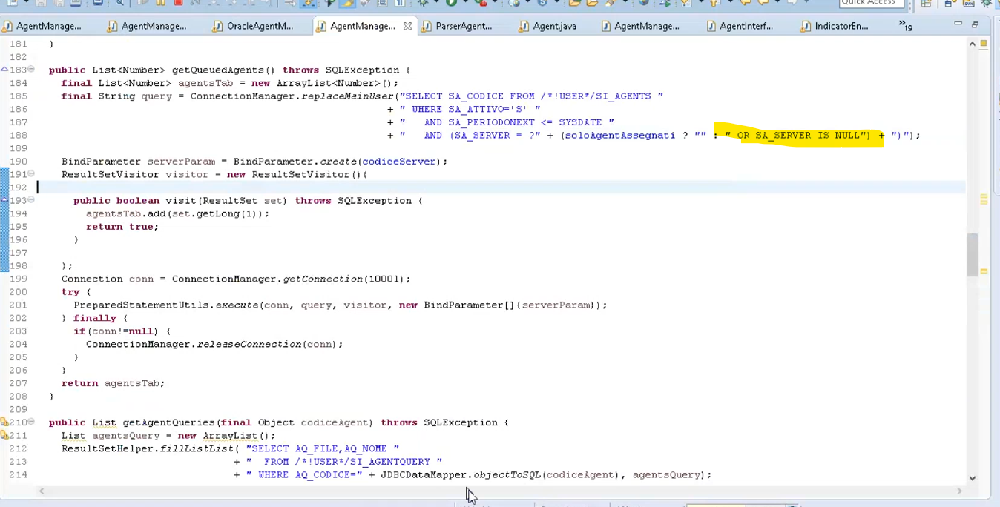 Quick Access
AgentManage...
AgentManage...
OracleAgentM...
AgentManage...
ParserAgent...
Agent.java
AgentManage...
AgentInterf...
IndicatorEn...
»19
181 }
182
183 public List<Number> getQueuedAgents() throws SQLException {
184 final List<Number> agentsTab = new ArrayList<Number>();
185 final String query = ConnectionManager.replaceMainUser("SELECT SA_CODICE FROM /*!USER*/SI_AGENTS "
186 + " WHERE SA_ATTIVO='S' "
187 + "   AND SA_PERIODONEXT <= SYSDATE "
188 + "   AND (SA_SERVER = ?" + (soloAgentAssegnati ? "" : " OR SA_SERVER IS NULL") + ")");
189
190 BindParameter serverParam = BindParameter.create(codiceServer);
191 ResultSetVisitor visitor = new ResultSetVisitor(){
192
193 public boolean visit(ResultSet set) throws SQLException {
194 agentsTab.add(set.getLong(1));
195 return true;
196 }
197
198 };
199 Connection conn = ConnectionManager.getConnection(10001);
200 try {
201 PreparedStatementUtils.execute(conn, query, visitor, new BindParameter[]{serverParam});
202 } finally {
203 if(conn!=null) {
204 ConnectionManager.releaseConnection(conn);
205 }
206 }
207 return agentsTab;
208 }
209
210 public List getAgentQueries(final Object codiceAgent) throws SQLException {
211 List agentsQuery = new ArrayList();
212 ResultSetHelper.fillListList( "SELECT AQ_FILE,AQ_NOME "
213 + "  FROM /*!USER*/SI_AGENTQUERY "
214 + " WHERE AQ_CODICE=" + JDBCDataMapper.objectToSQL(codiceAgent), agentsQuery);